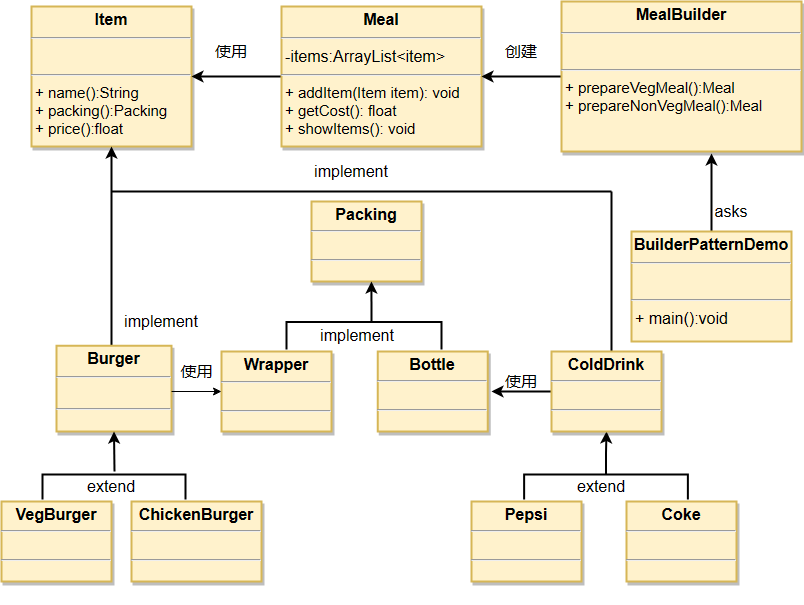 Item
+ name():String
+ packing():Packing
+ price():float
使用
Meal
-items:ArrayList<item>
+ addItem(Item item): void
+ getCost(): float
+ showItems(): void
创建
MealBuilder
+ prepareVegMeal():Meal
+ prepareNonVegMeal():Meal
implement
asks
Packing
BuilderPatternDemo
+ main():void
implement
implement
Burger
使用
Wrapper
Bottle
使用
ColdDrink
extend
extend
VegBurger
ChickenBurger
Pepsi
Coke